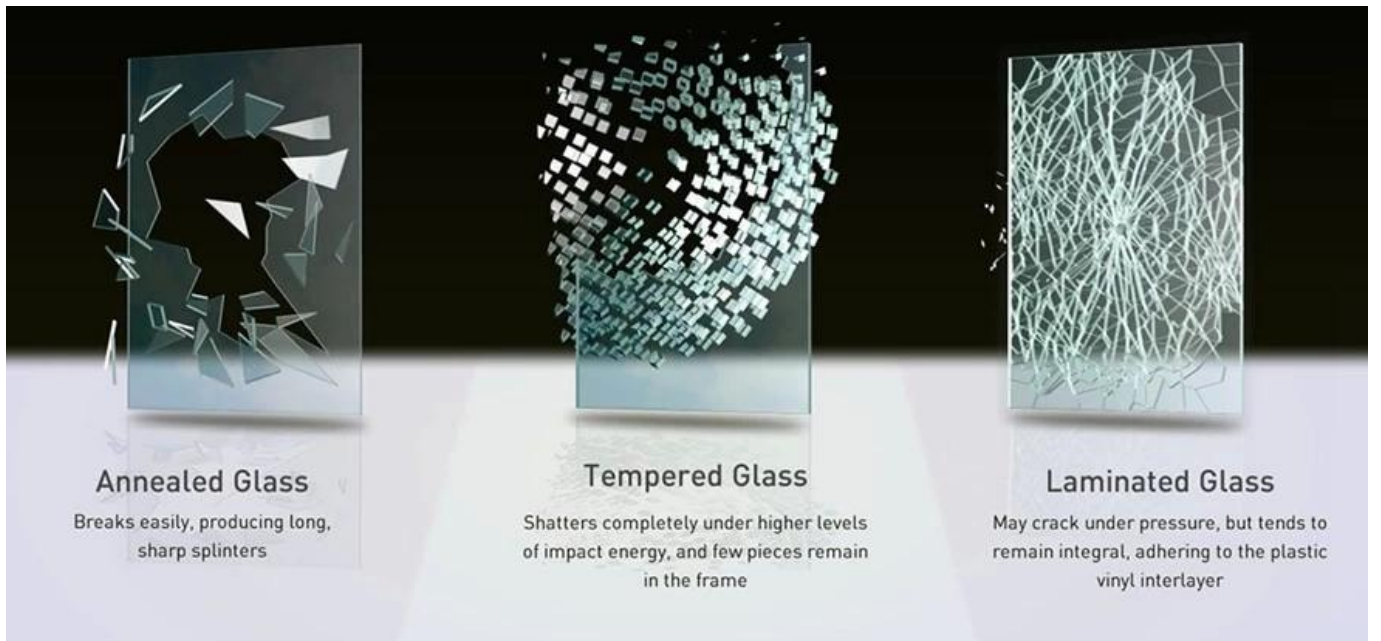 Annealed Glass
Breaks easily, producing long,
sharp splinters
Tempered Glass
Shatters completely under higher levels
of impact energy, and few pieces remain
in the frame
Laminated Glass
May crack under pressure, but tends to
remain integral, adhering to the plastic
vinyl interlayer